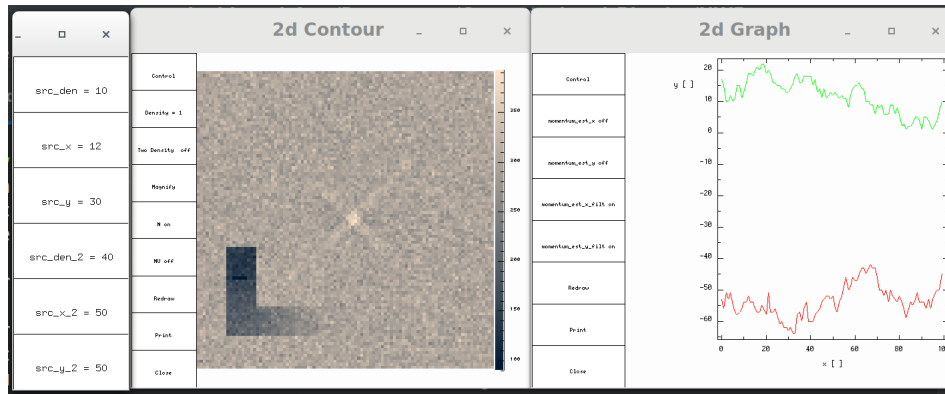 src_den = 10
src_x = 12
src_y = 30
src_den_2 = 40
src_x_2 = 50
src_y_2 = 50
2d Contour
Control
Density = 1
Two Density off
Magnify
N on
NU off
Redraw
Print
Close
350
300
250
200
150
100
2d Graph
Control
momentum_est_x off
momentum_est_y off
momentum_est_x_filt on
momentum_est_y_filt on
Redraw
Print
Close
y [ ]
20
10
0
-10
-20
-30
-40
-50
-60
0 20 40 60 80 100
x [ ]